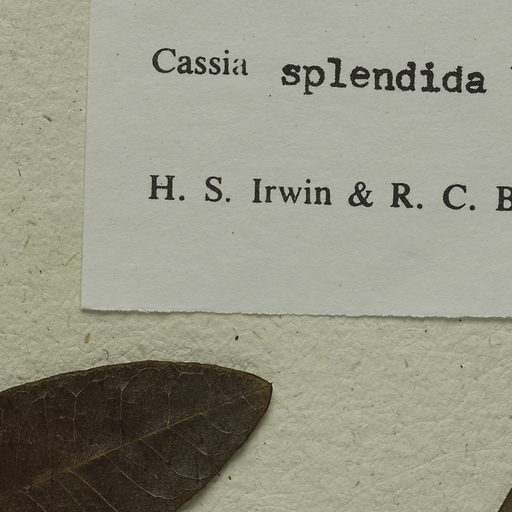 Cassia splendida
H. S. Irwin & R. C. B